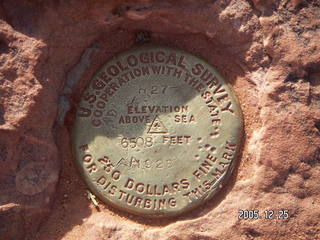 U.S. GEOLOGICAL SURVEY
COOPERATION WITH THE STATE
ELEVATION
ABOVE SEA
6508 FEET
250 DOLLARS FINE
FOR DISTURBING THIS MARK
2005.12.25